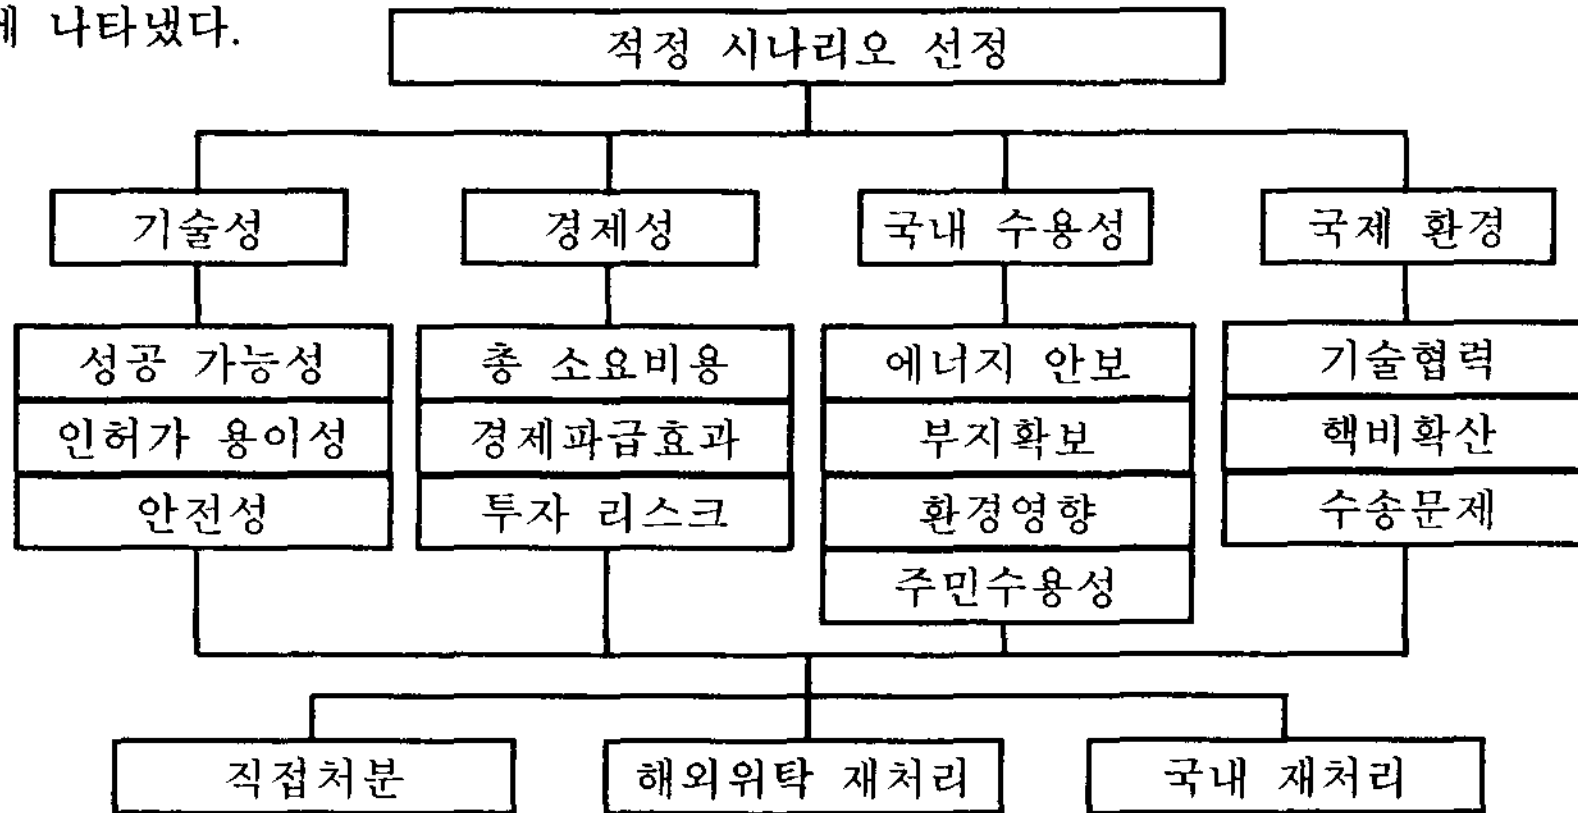 에 나타냈다.
적정 시나리오 선정
기술성
경제성
국내 수용성
국제 환경
성공 가능성
인허가 용이성
안전성
총 소요비용
경제파급효과
투자 리스크
에너지 안보
부지확보
환경영향
주민수용성
기술협력
핵비확산
수송문제
직접처분
해외위탁 재처리
국내 재처리